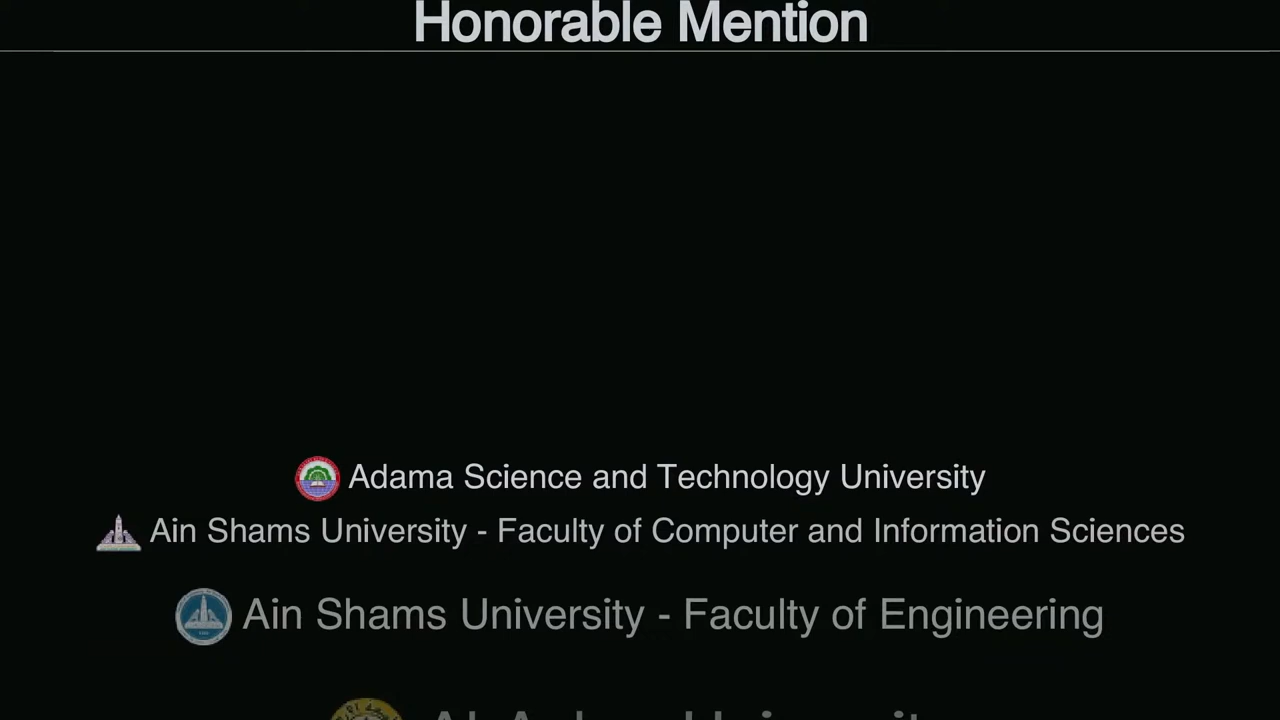 Honorable Mention
Adama Science and Technology University
Ain Shams University - Faculty of Computer and Information Sciences
Ain Shams University - Faculty of Engineering